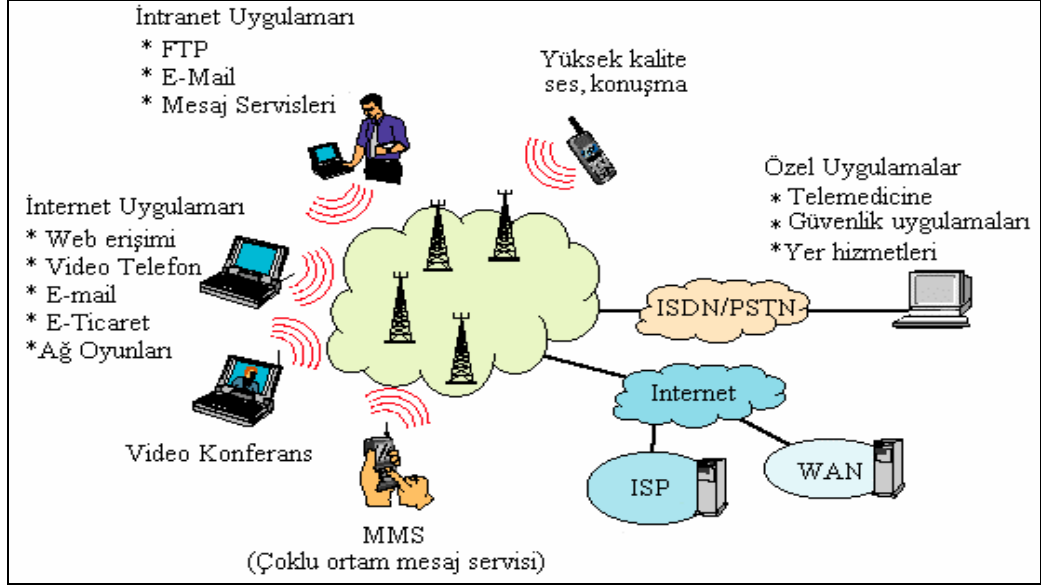 İntranet Uygulamarı
* FTP
* E-Mail
* Mesaj Servisleri
Yüksek kalite
ses, konuşma
Özel Uygulamalar
* Telemedicine
* Güvenlik uygulamaları
* Yer hizmetleri
İnternet Uygulamarı
* Web erişimi
* Video Telefon
* E-mail
* E-Ticaret
*Ağ Oyunları
ISDN/PSTN
Internet
Video Konferans
ISP
WAN
MMS
(Çoklu ortam mesaj servisi)